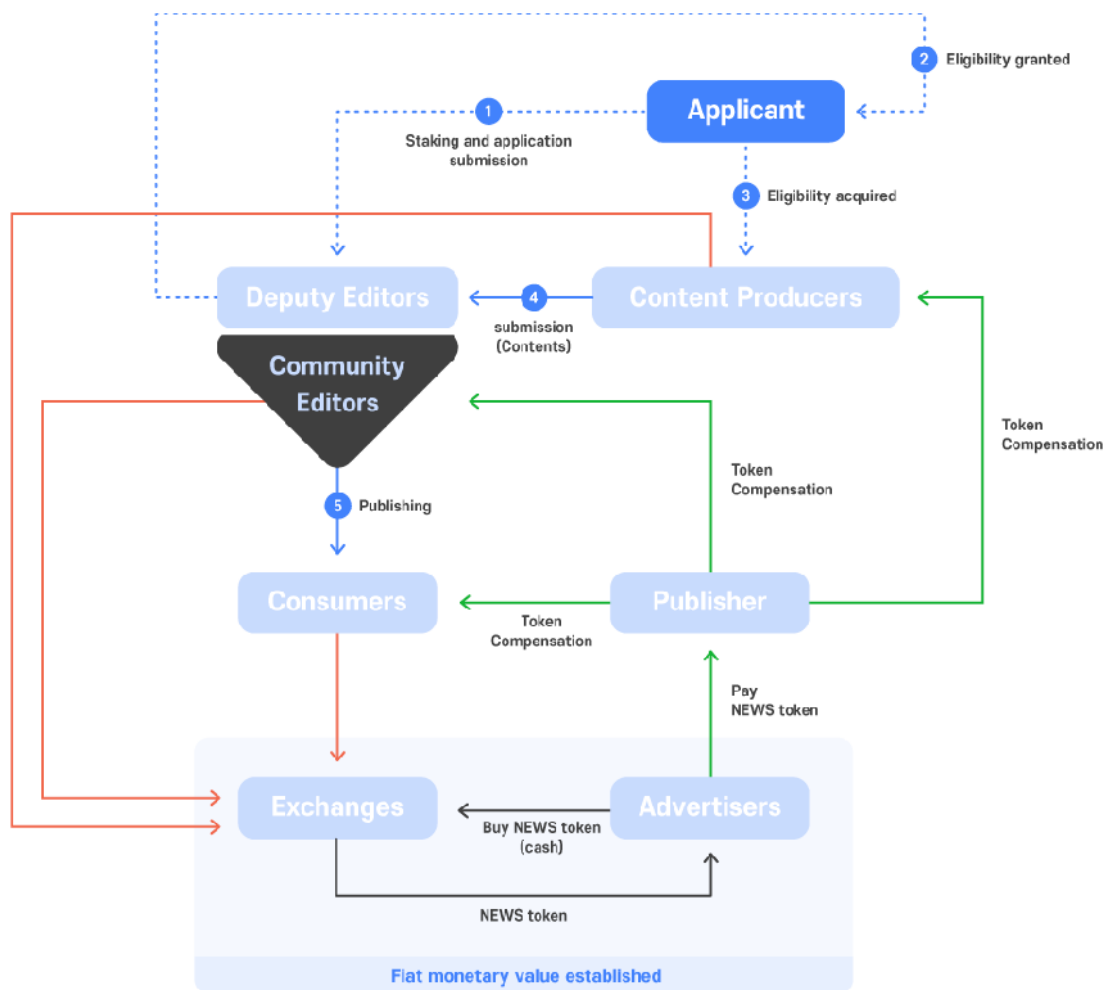 2
Eligibility granted
Applicant
1
Staking and application
submission
3
Eligibility acquired
Deputy Editors
4
Content Producers
submission
(Contents)
Community
Editors
Token
Compensation
Token
Compensation
5
Publishing
Consumers
Publisher
Token
Compensation
Pay
NEWS token
Exchanges
Advertisers
Buy NEWS token
(cash)
NEWS token
Fiat monetary value established